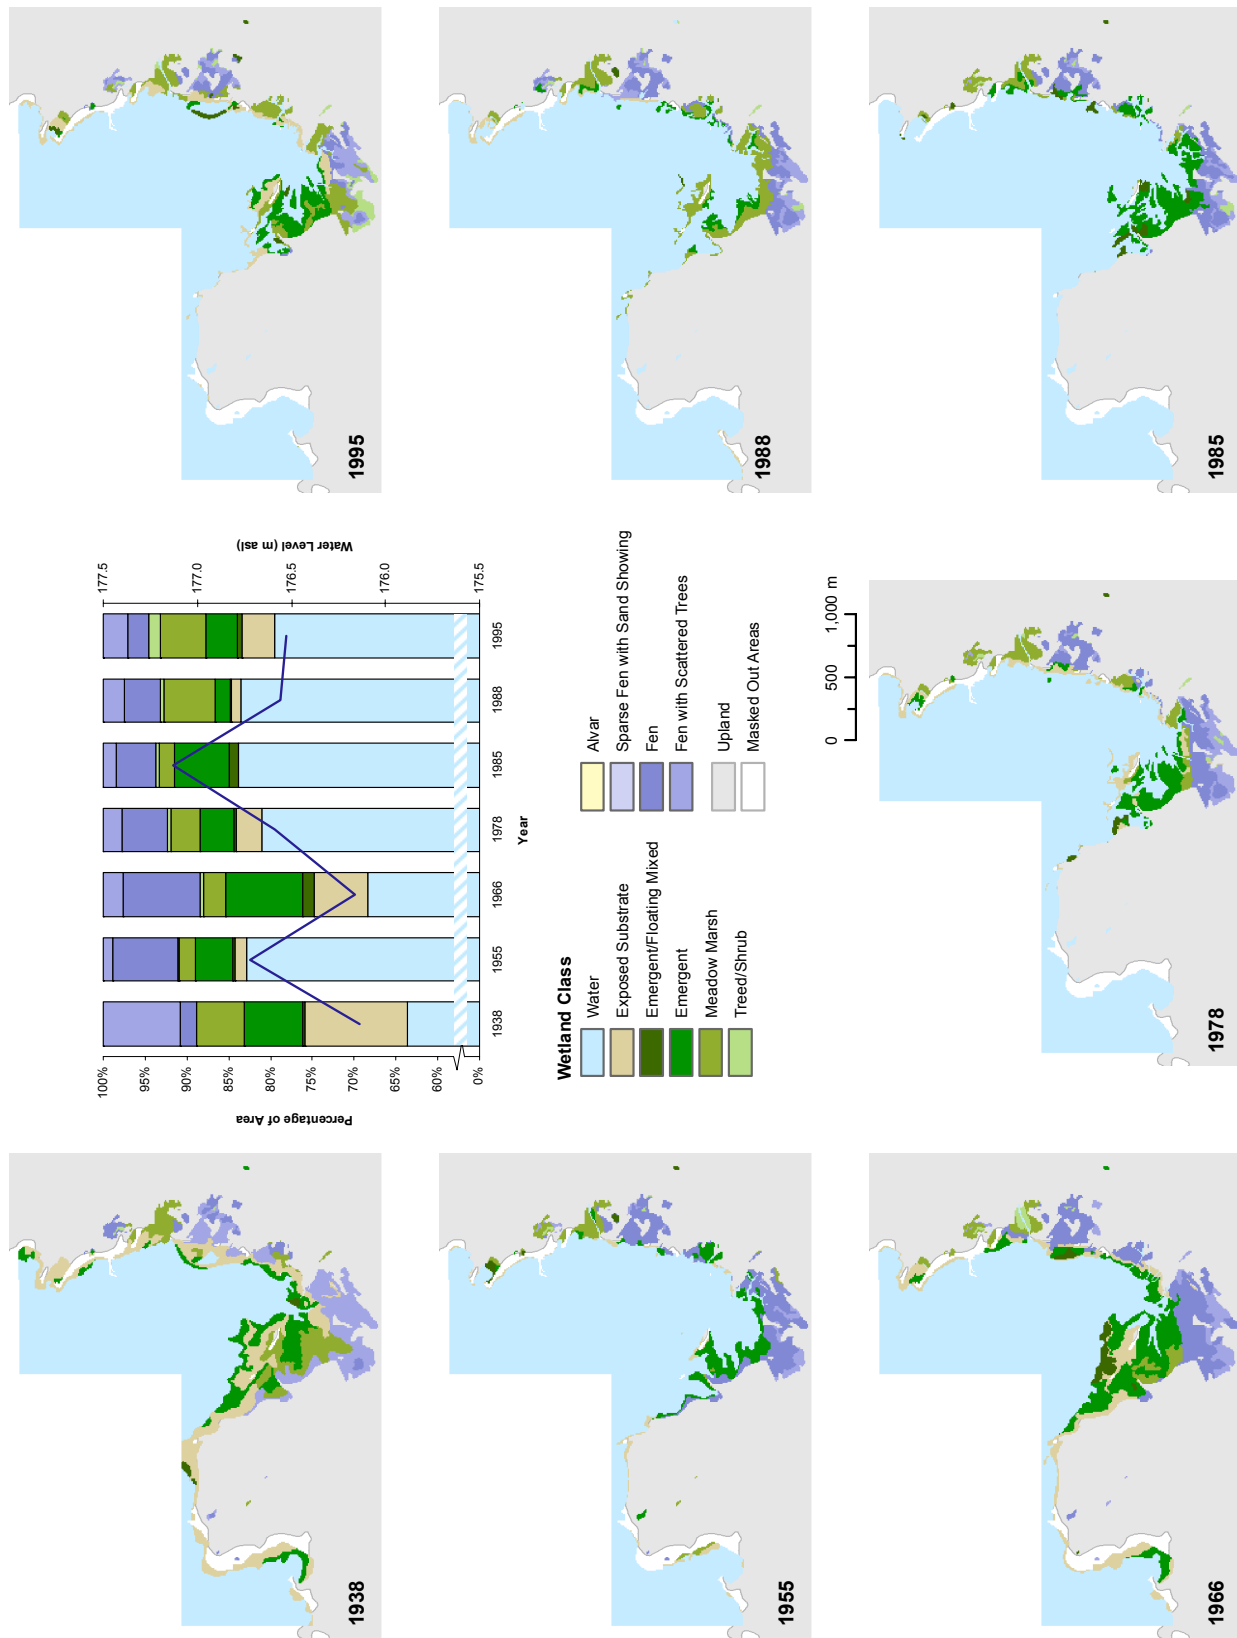 1938
1955
1966
100%
95%
90%
85%
80%
75%
70%
65%
60%
0%
Percentage of Area
1938
1955
1966
1978
1985
1988
1995
Year
177.5
177.0
176.5
176.0
175.5
Water Level (m asl)
Wetland Class
Water
Exposed Substrate
Emergent/Floating Mixed
Emergent
Meadow Marsh
Treed/Shrub
Alvar
Sparse Fen with Sand Showing
Fen
Fen with Scattered Trees
Upland
Masked Out Areas
0 500 1,000 m
1978
1995
1988
1985